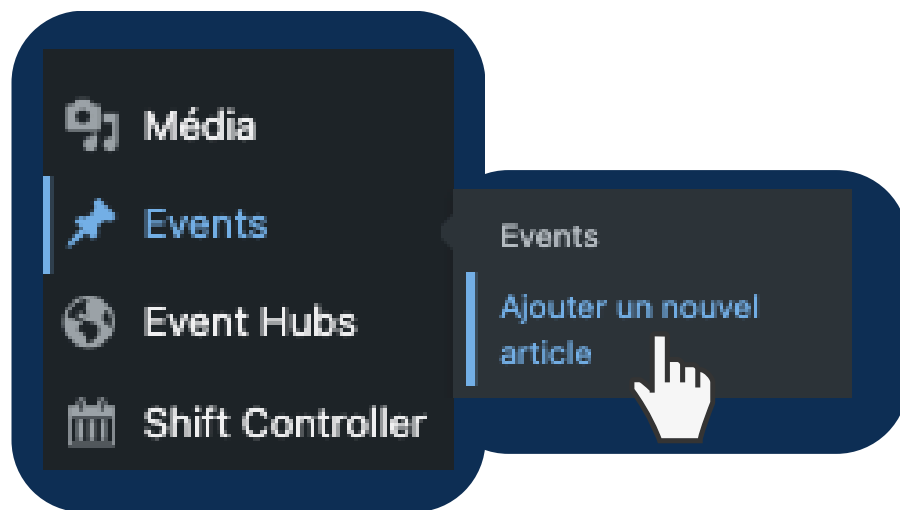 Média
Events
Event Hubs
Shift Controller
Events
Ajouter un nouvel
article